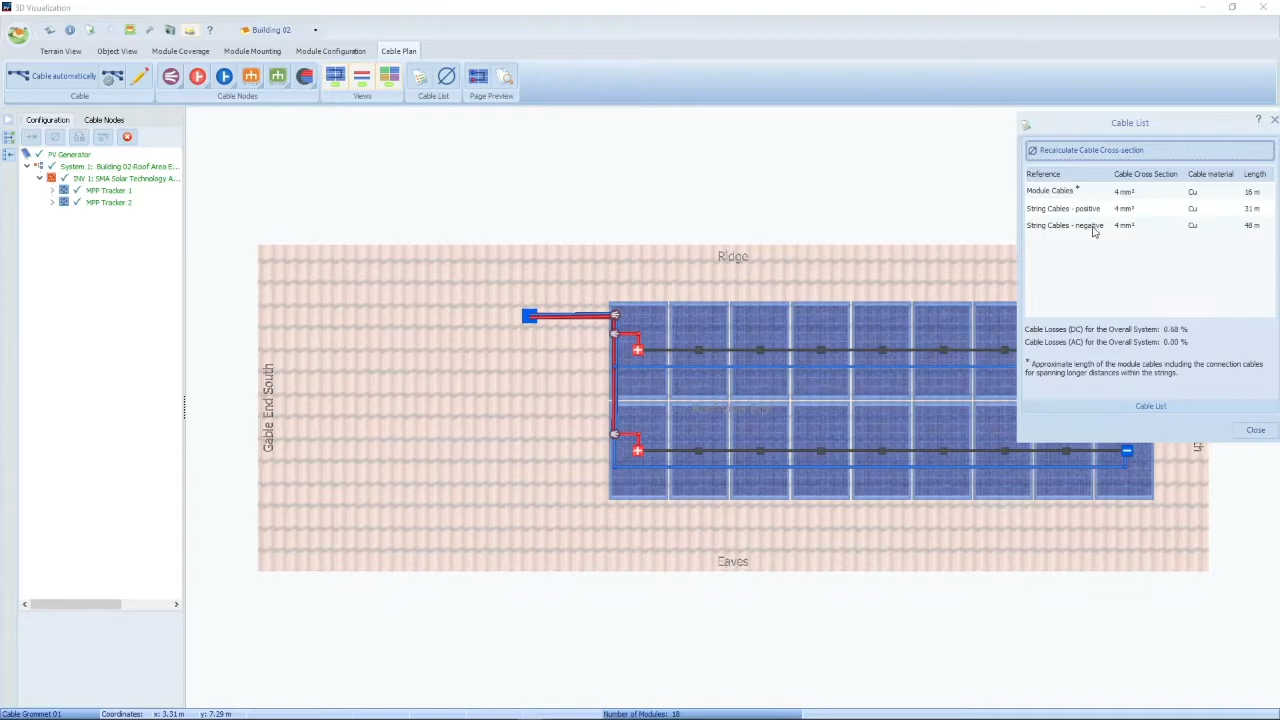 3D Visualization
Building 02
Terrain View Object View Module Coverage Module Mounting Module Configuration Cable Plan
Cable automatically
Cable Cable Nodes Views Cable List Page Preview
Configuration Cable Nodes
PV Generator
System 1: Building 02-Roof Area E...
INV 1: SMA Solar Technology A...
MPP Tracker 1
MPP Tracker 2
Ridge
Gable End South
Eaves
Cable List
Recalculate Cable Cross-section
Reference Cable Cross Section Cable material Length
Module Cables * 4 mm² Cu 16 m
String Cables - positive 4 mm² Cu 31 m
String Cables - negative 4 mm² Cu 48 m
Cable Losses (DC) for the Overall System: 0.68 %
Cable Losses (AC) for the Overall System: 0.00 %
* Approximate length of the module cables including the connection cables
for spanning longer distances within the strings.
Cable List
Close
Cable Grommet 01 Coordinates: x: 3.31 m y: 7.29 m Number of Modules: 18